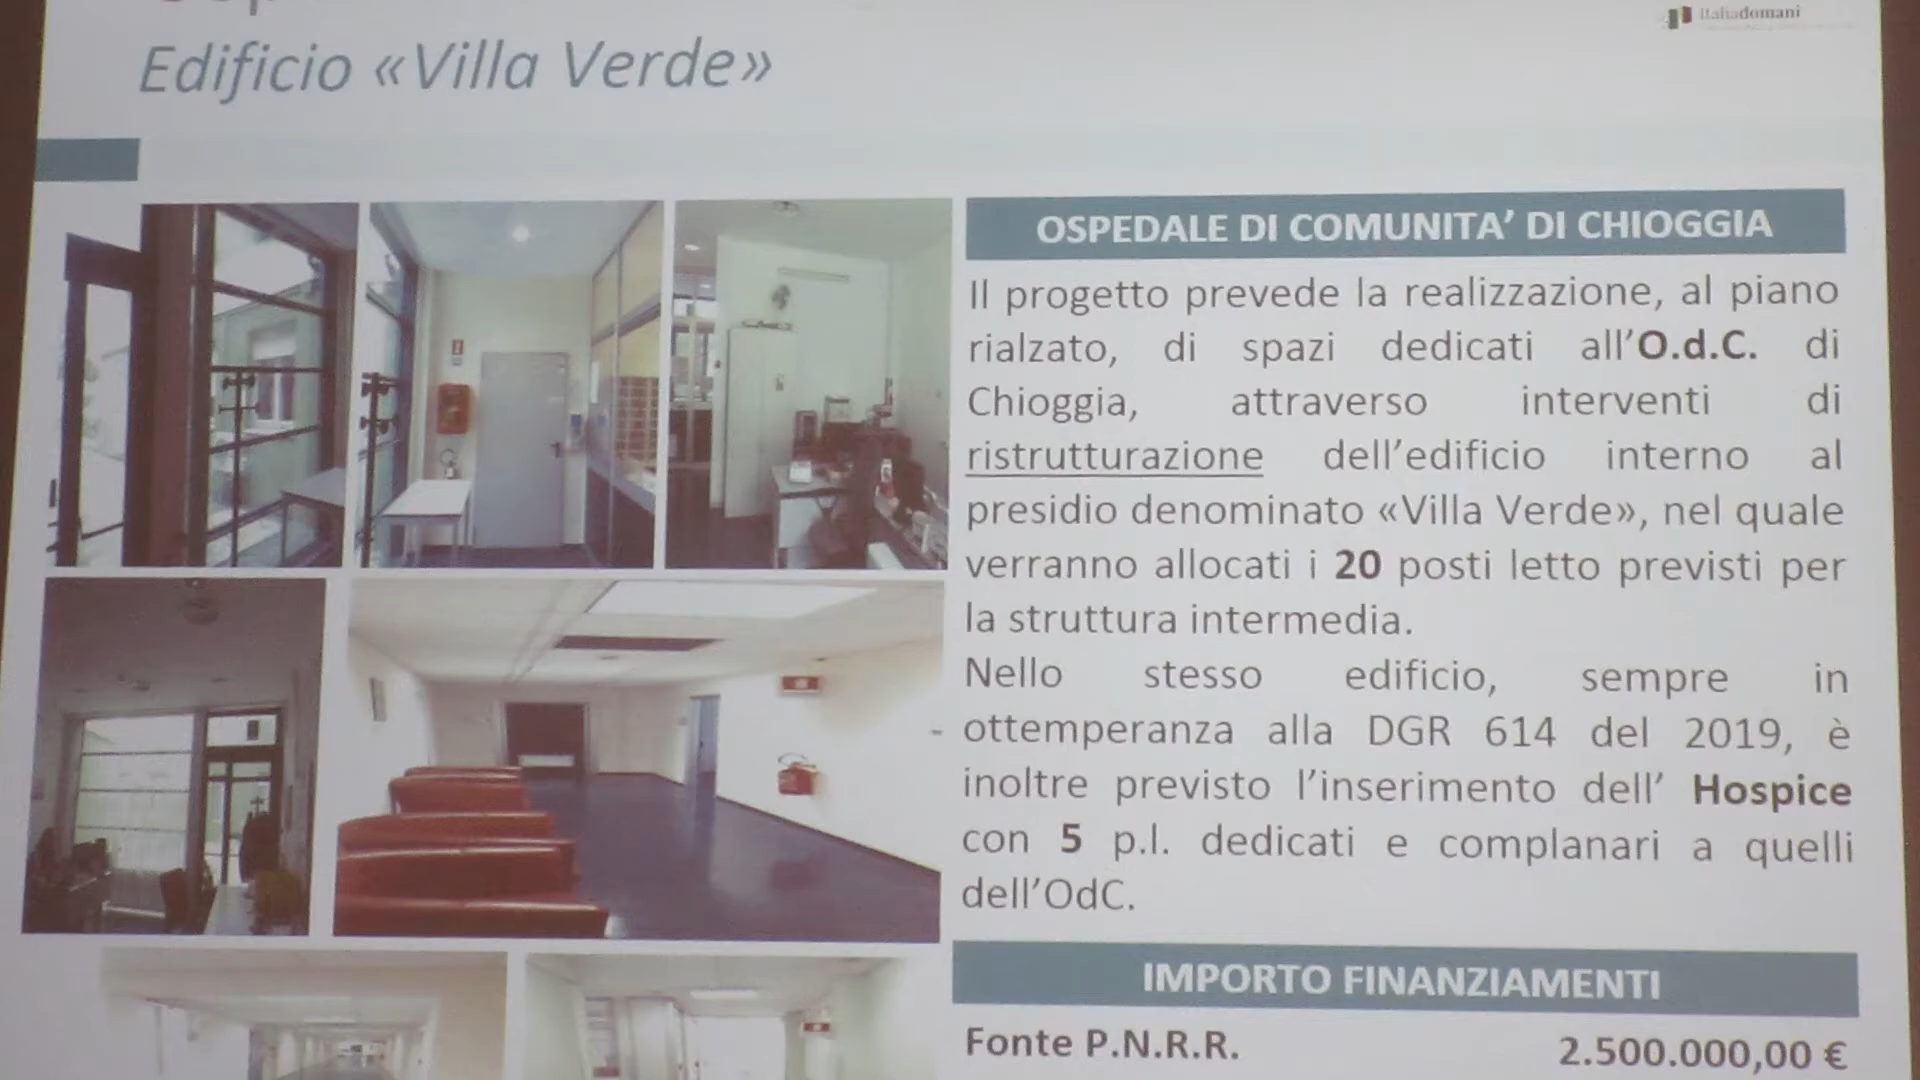 italiadomani
Edificio «Villa Verde»
OSPEDALE DI COMUNITA’ DI CHIOGGIA
Il progetto prevede la realizzazione, al piano
rialzato, di spazi dedicati all’O.d.C. di
Chioggia, attraverso interventi di
ristrutturazione dell’edificio interno al
presidio denominato «Villa Verde», nel quale
verranno allocati i 20 posti letto previsti per
la struttura intermedia.
Nello stesso edificio, sempre in
ottemperanza alla DGR 614 del 2019, è
inoltre previsto l’inserimento dell’ Hospice
con 5 p.l. dedicati e complanari a quelli
dell’OdC.
IMPORTO FINANZIAMENTI
Fonte P.N.R.R. 2.500.000,00 €